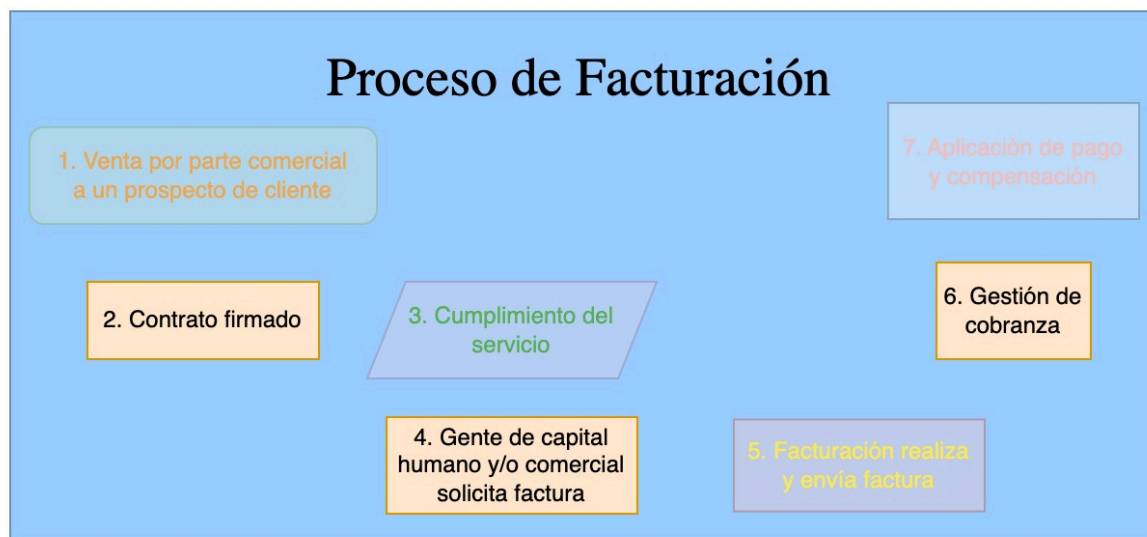 Proceso de Facturación
1. Venta por parte comercial
a un prospecto de cliente
2. Contrato firmado
3. Cumplimiento del
servicio
4. Gente de capital
humano y/o comercial
solicita factura
5. Facturación realiza
y envía factura
6. Gestión de
cobranza
7. Aplicación de pago
y compensación